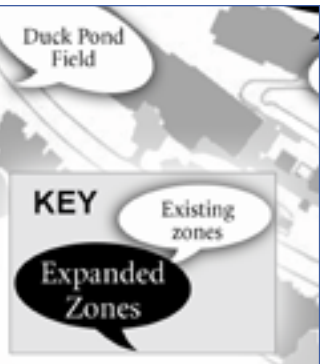 Duck Pond
Field
KEY
Existing
zones
Expanded
Zones